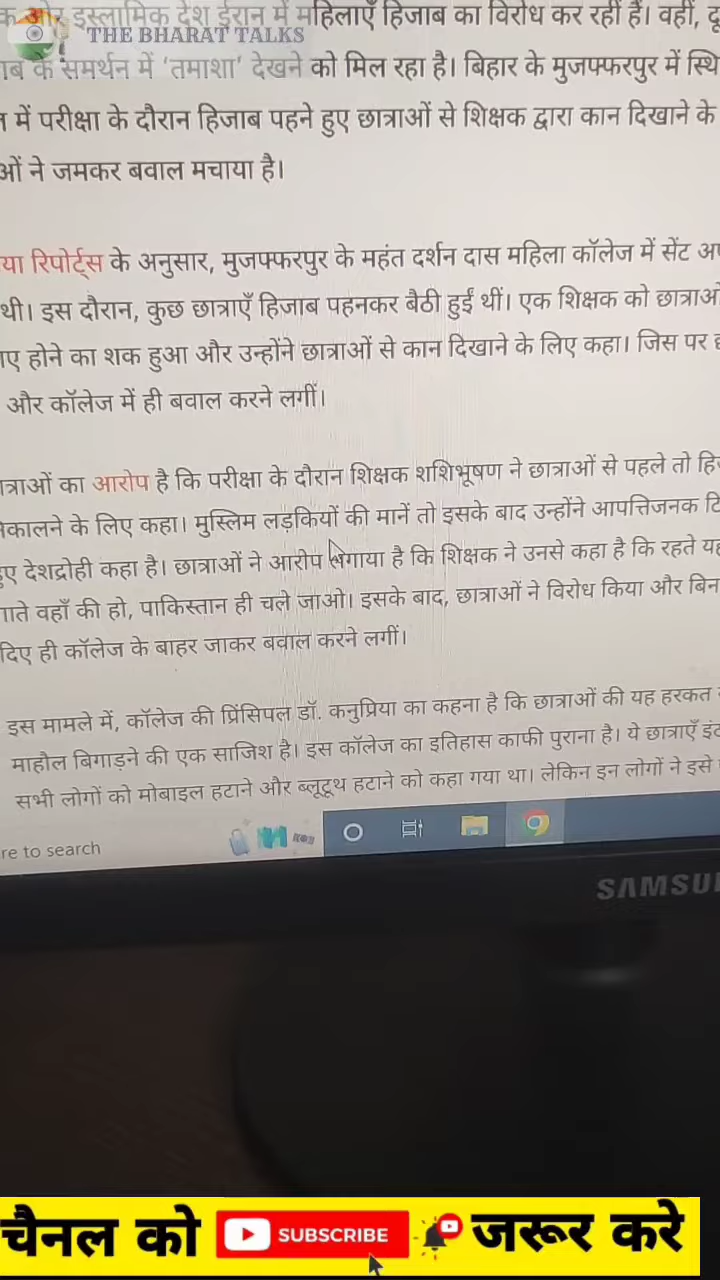 और इस्लामिक देश ईरान में महिलाएँ हिजाब का विरोध कर रही हैं। वहीं,
THE BHARAT TALKS
के समर्थन में ‘तमाशा’ देखने को मिल रहा है। बिहार के मुजफ्फरपुर में
में परीक्षा के दौरान हिजाब पहने हुए छात्राओं से शिक्षक द्वारा कान दिखाने के
ओं ने जमकर बवाल मचाया है।
या रिपोर्ट्स के अनुसार, मुजफ्फरपुर के महंत दर्शन दास महिला कॉलेज में सेंट
थी। इस दौरान, कुछ छात्राएँ हिजाब पहनकर बैठी हुईं थीं। एक शिक्षक को
होने का शक हुआ और उन्होंने छात्राओं से कान दिखाने के लिए कहा। जिस पर
और कॉलेज में ही बवाल करने लगीं।
त्राओं का आरोप है कि परीक्षा के दौरान शिक्षक शशिभूषण ने छात्राओं से पहले तो
निकालने के लिए कहा। मुस्लिम लड़कियों की मानें तो इसके बाद उन्होंने आपत्तिजनक
देशद्रोही कहा है। छात्राओं ने आरोप लगाया है कि शिक्षक ने उनसे कहा है कि रहते
गाते वहाँ की हो, पाकिस्तान ही चले जाओ। इसके बाद, छात्राओं ने विरोध किया और
दिए ही कॉलेज के बाहर जाकर बवाल करने लगीं।
इस मामले में, कॉलेज की प्रिंसिपल डॉ. कनुप्रिया का कहना है कि छात्राओं की यह हरकत
माहौल बिगाड़ने की एक साजिश है। इस कॉलेज का इतिहास काफी पुराना है। ये छात्राएँ
सभी लोगों को मोबाइल हटाने और ब्लूटूथ हटाने को कहा गया था। लेकिन इन लोगों ने इसे
re to search
SAMSU
चैनल को SUBSCRIBE जरूर करे